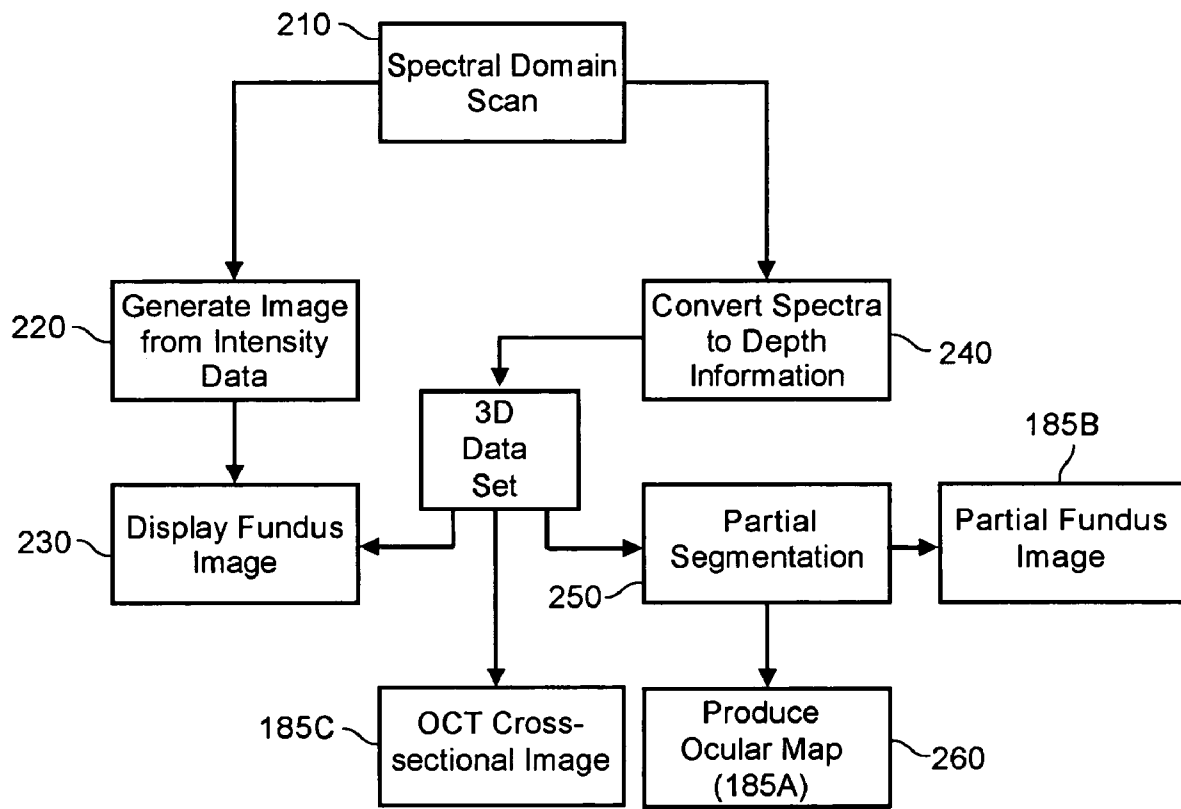 210
Spectral Domain
Scan
220
Generate Image
from Intensity
Data
Convert Spectra
to Depth
Information
240
3D
Data
Set
185B
230
Display Fundus
Image
Partial
Segmentation
250
Partial Fundus
Image
185C
OCT Cross-
sectional Image
Produce
Ocular Map
(185A)
260